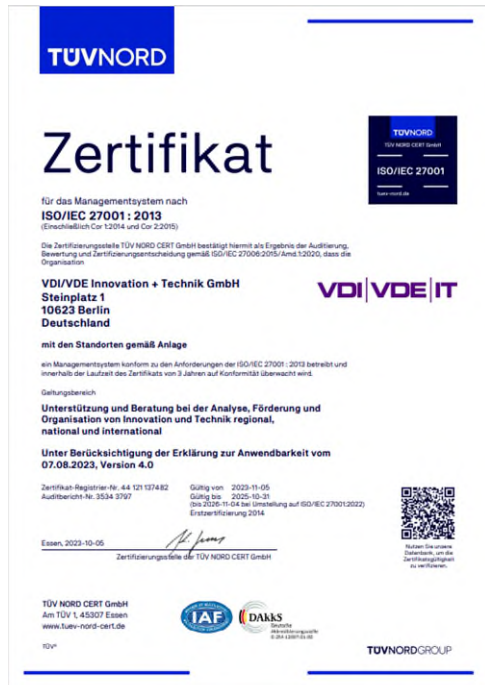 TÜVNORD
Zertifikat
TÜVNORD
TÜV NORD CERT GmbH
ISO/IEC 27001
tuev-nord.de
für das Managementsystem nach
ISO/IEC 27001 : 2013
(Einschließlich Cor 1:2014 und Cor 2:2015)
Die Zertifizierungsstelle TÜV NORD CERT GmbH bestätigt hiermit als Ergebnis der Auditierung,
Bewertung und Zertifizierungsentscheidung gemäß ISO/IEC 27006:2015/Amd.1:2020, dass die
Organisation
VDI/VDE Innovation + Technik GmbH
Steinplatz 1
10623 Berlin
Deutschland
VDI|VDE|IT
mit den Standorten gemäß Anlage
ein Managementsystem konform zu den Anforderungen der ISO/IEC 27001 : 2013 betreibt und
innerhalb der Laufzeit des Zertifikats von 3 Jahren auf Konformität überwacht wird.
Geltungsbereich
Unterstützung und Beratung bei der Analyse, Förderung und
Organisation von Innovation und Technik regional,
national und international
Unter Berücksichtigung der Erklärung zur Anwendbarkeit vom
07.08.2023, Version 4.0
Zertifikat-Registrier-Nr. 44 121 137482
Auditbericht-Nr. 3534 3797
Gültig von 2023-11-05
Gültig bis 2025-10-31
(bis 2026-11-04 bei Umstellung auf ISO/IEC 27001:2022)
Erstzertifizierung 2014
Essen, 2023-10-05
Zertifizierungsstelle der TÜV NORD CERT GmbH
Nutzen Sie unsere
Datenbank, um die
Zertifikatsgültigkeit
zu verifizieren.
TÜV NORD CERT GmbH
Am TÜV 1, 45307 Essen
www.tuev-nord-cert.de
IAF
DAkkS
Deutsche
Akkreditierungsstelle
TÜV®
TÜVNORDGROUP